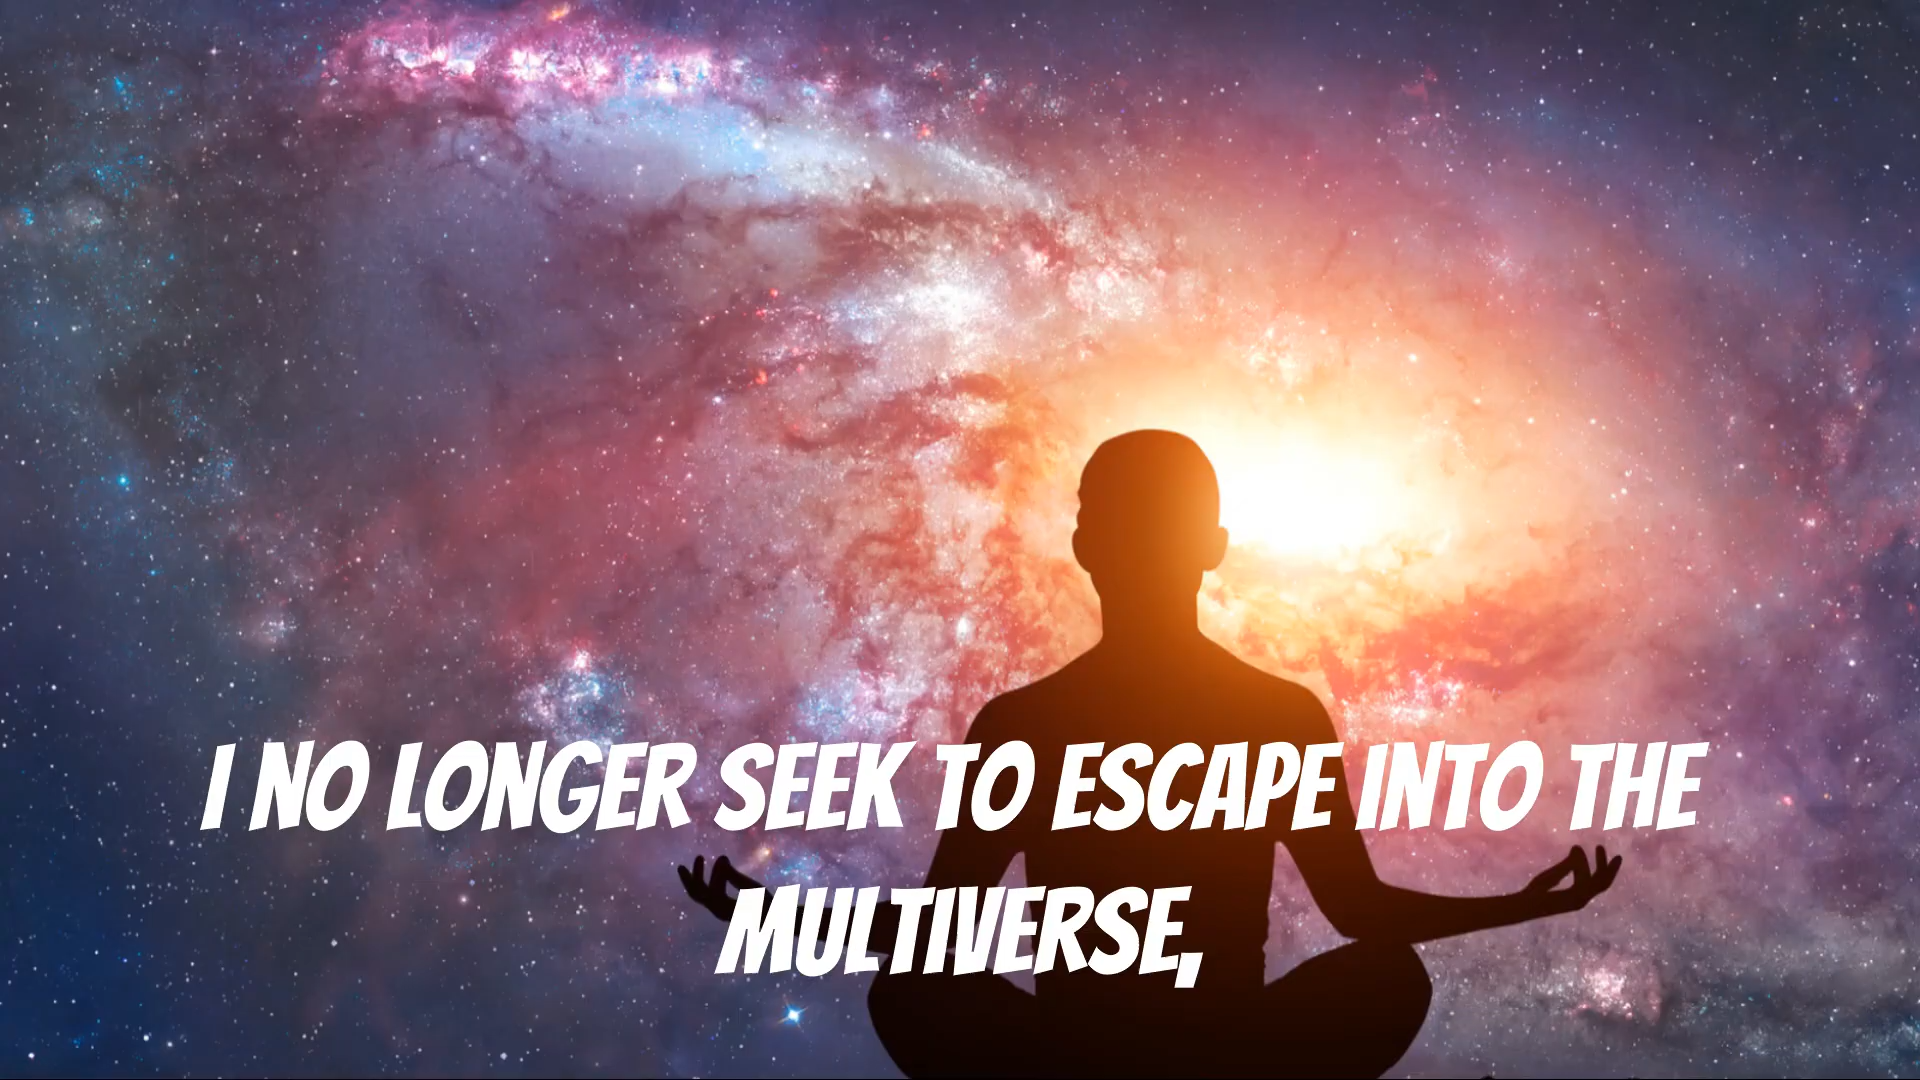 I NO LONGER SEEK TO ESCAPE INTO THE
MULTIVERSE,